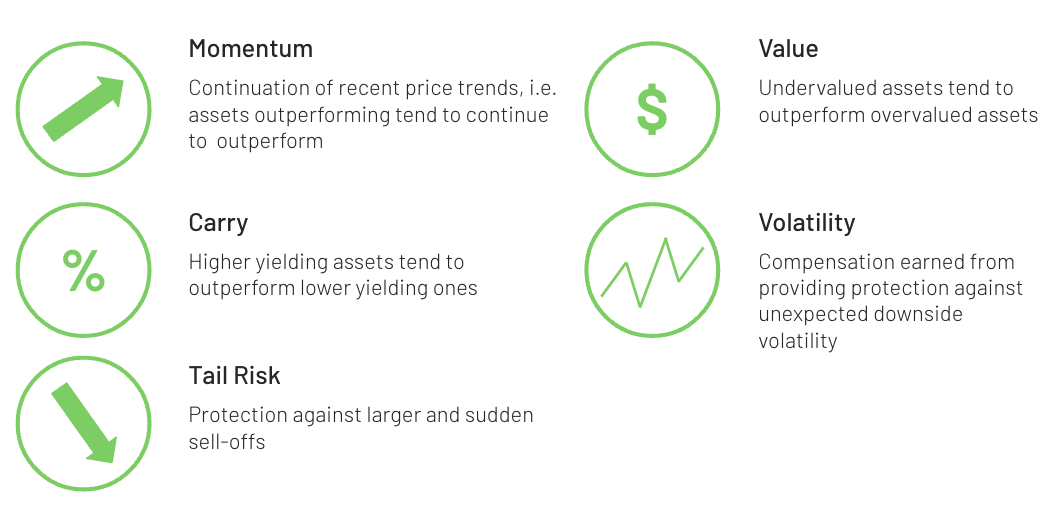 Momentum
Continuation of recent price trends, i.e.
assets outperforming tend to continue
to outperform
Value
$
Undervalued assets tend to
outperform overvalued assets
Carry
%
Higher yielding assets tend to
outperform lower yielding ones
Volatility
Compensation earned from
providing protection against
unexpected downside
volatility
Tail Risk
Protection against larger and sudden
sell-offs